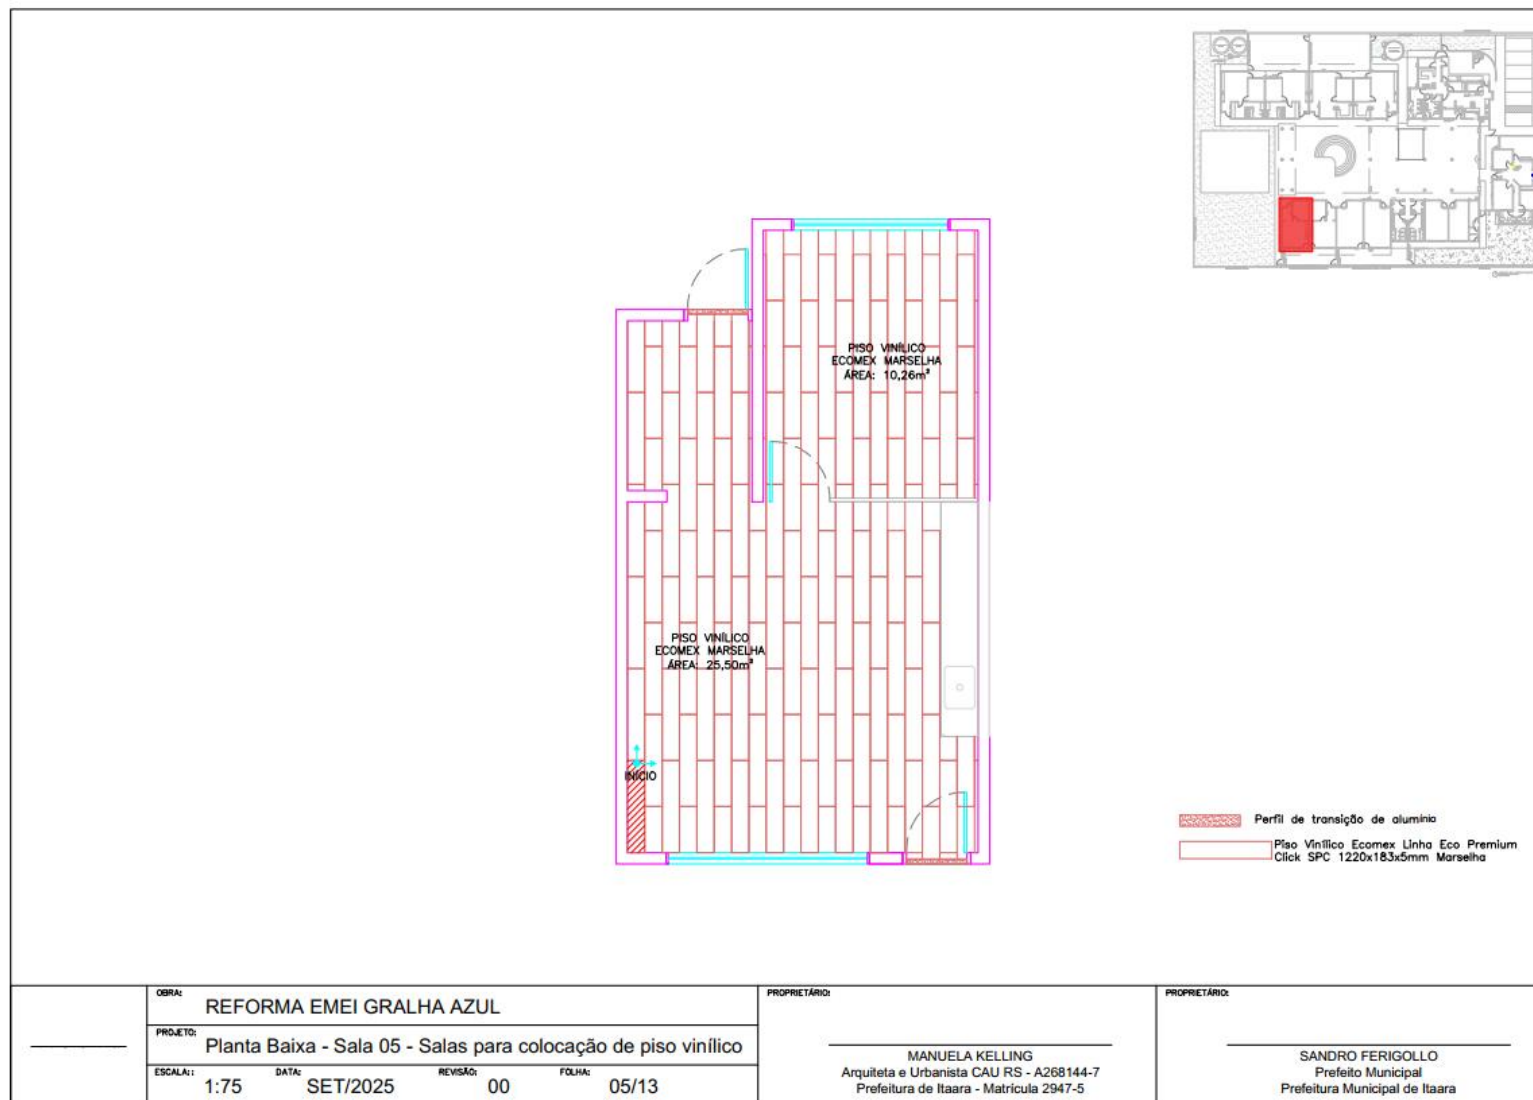 PISO VINÍLICO
ECOMEX MARSELHA
ÁREA: 10,26m²
PISO VINÍLICO
ECOMEX MARSELHA
ÁREA: 25,50m²
INÍCIO
Perfil de transição de alumínio
Piso Vinílico Ecomex Linha Eco Premium
Click SPC 1220x183x5mm Marselha
OBRA:
REFORMA EMEI GRALHA AZUL
PROJETO:
Planta Baixa - Sala 05 - Salas para colocação de piso vinílico
ESCALA::
1:75
DATA:
SET/2025
REVISÃO:
00
FOLHA:
05/13
PROPRIETÁRIO:
MANUELA KELLING
Arquiteta e Urbanista CAU RS - A268144-7
Prefeitura de Itaara - Matrícula 2947-5
PROPRIETÁRIO:
SANDRO FERIGOLLO
Prefeito Municipal
Prefeitura Municipal de Itaara